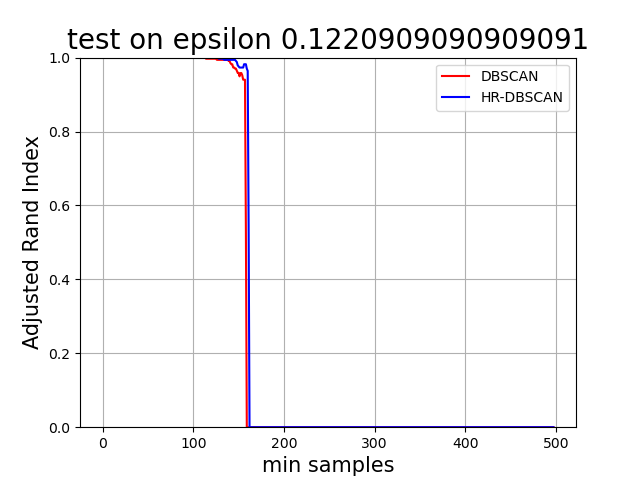 test on epsilon 0.1220909090909091
DBSCAN
HR-DBSCAN
Adjusted Rand Index
1.0
0.8
0.6
0.4
0.2
0.0
0 100 200 300 400 500
min samples